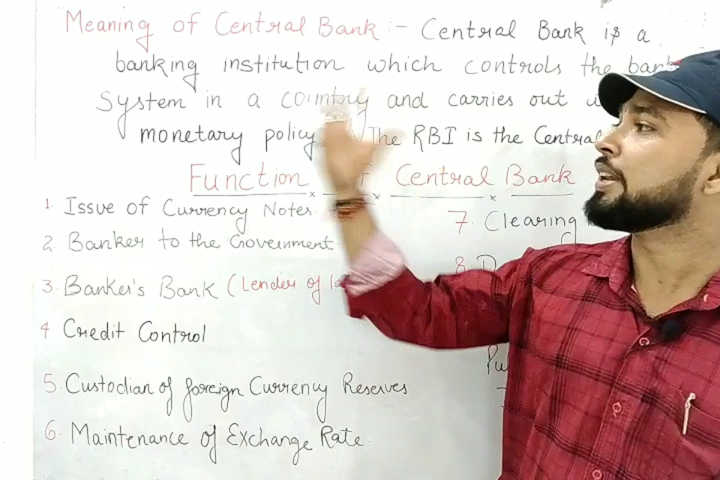 Meaning of Central Bank :- Central Bank is a
banking institution which controls the bank
System in a country and carries out
monetary policy The RBI is the Central
Function of Central Bank
1. Issue of Currency Notes.
2. Banker to the Government.
3. Banker's Bank (Lender of
4 Credit Control
5. Custodian of foreign Currency Reserves
6. Maintenance of Exchange Rate.
7. Clearing
8.